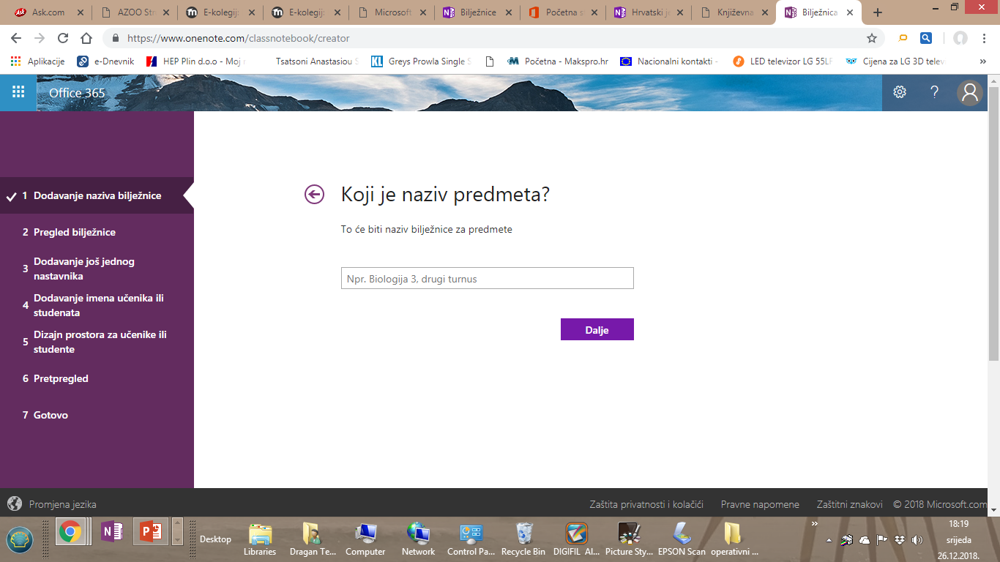 Ask.com
AZOO Str
E-kolegij:
E-kolegij:
Microsoft
Bilježnice
Početna s
Hrvatski je
Književna
Bilježnica
https://www.onenote.com/classnotebook/creator
Aplikacije
e-Dnevnik
HEP Plin d.o.o - Moj r
Tsatsoni Anastasiou S
Greys Prowla Single S
Početna - Makspro.hr
Nacionalni kontakti -
LED televizor LG 55LF
Cijena za LG 3D telev
»
Office 365
?
1 Dodavanje naziva bilježnice
2 Pregled bilježnice
3 Dodavanje još jednog
nastavnika
4 Dodavanje imena učenika ili
studenata
5 Dizajn prostora za učenike ili
studente
6 Pretpregled
7 Gotovo
Koji je naziv predmeta?
To će biti naziv bilježnice za predmete
Npr. Biologija 3, drugi turnus
Dalje
Promjena jezika
Zaštita privatnosti i kolačići
Pravne napomene
Zaštitni znakovi
© 2018 Microsoft.com
Desktop
Libraries
Dragan Te...
Computer
Network
Control Pa...
Recycle Bin
DIGIFIL Al...
Picture Sty...
EPSON Scan
operativni ...
»
18:19
srijeda
26.12.2018.